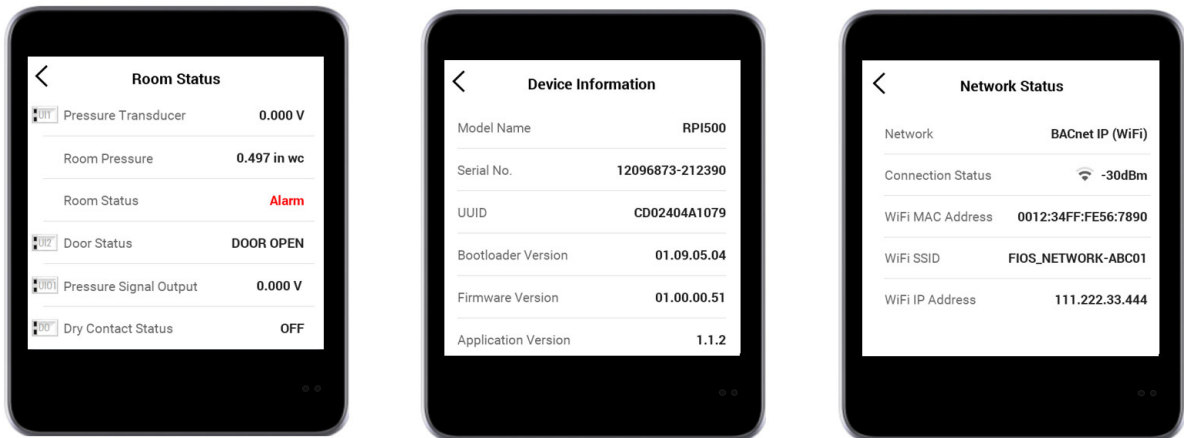 Room Status
UI1 Pressure Transducer 0.000 V
Room Pressure 0.497 in wc
Room Status Alarm
UI2 Door Status DOOR OPEN
UIO1 Pressure Signal Output 0.000 V
DO Dry Contact Status OFF
Device Information
Model Name RPI500
Serial No. 12096873-212390
UUID CD02404A1079
Bootloader Version 01.09.05.04
Firmware Version 01.00.00.51
Application Version 1.1.2
Network Status
Network BACnet IP (WiFi)
Connection Status -30dBm
WiFi MAC Address 0012:34FF:FE56:7890
WiFi SSID FIOS_NETWORK-ABC01
WiFi IP Address 111.222.33.444